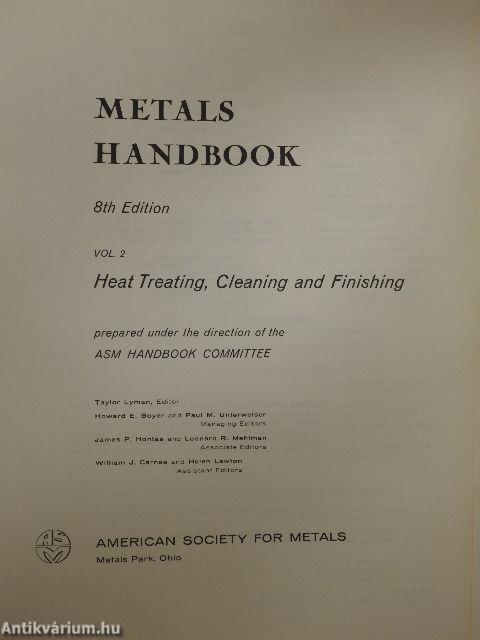 METALS
HANDBOOK
8th Edition
VOL. 2
Heat Treating, Cleaning and Finishing
prepared under the direction of the
ASM HANDBOOK COMMITTEE
Taylor Lyman, Editor
Howard E. Boyer and Paul M. Unterweiser
Managing Editors
James P. Hontas and Leonard R. Mehlman
Associate Editors
William J. Carnes and Helen Lawton
Assistant Editors
AMERICAN SOCIETY FOR METALS
Metals Park, Ohio
Antikvárium.hu